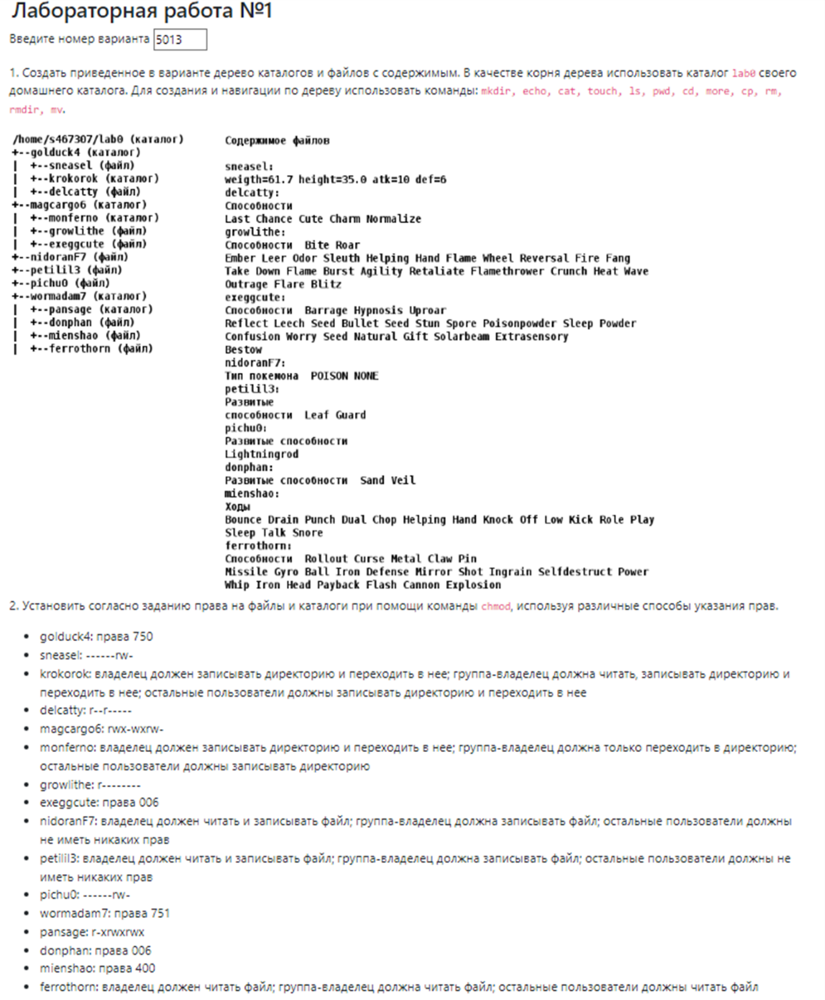 Лабораторная работа №1
Введите номер варианта 5013
1. Создать приведенное в варианте дерево каталогов и файлов с содержимым. В качестве корня дерева использовать каталог lab0 своего
домашнего каталога. Для создания и навигации по дереву использовать команды: mkdir, echo, cat, touch, ls, pwd, cd, more, cp, rm,
rmdir, mv.
/home/s467307/lab0 (каталог)
+--golduck4 (каталог)
|  +--sneasel (файл)
|  +--krokorok (каталог)
|  +--delcatty (файл)
+--magcargo6 (каталог)
|  +--monferno (каталог)
|  +--growlithe (файл)
|  +--exeggcute (файл)
+--nidoranF7 (файл)
+--petilil3 (файл)
+--pichu0 (файл)
+--wormadam7 (каталог)
|  +--pansage (каталог)
|  +--donphan (файл)
|  +--mienshao (файл)
|  +--ferrothorn (файл)
Содержимое файлов
sneasel:
weigth=61.7 height=35.0 atk=10 def=6
delcatty:
Способности
Last Chance Cute Charm Normalize
growlithe:
Способности  Bite Roar
Ember Leer Odor Sleuth Helping Hand Flame Wheel Reversal Fire Fang
Take Down Flame Burst Agility Retaliate Flamethrower Crunch Heat Wave
Outrage Flare Blitz
exeggcute:
Способности  Barrage Hypnosis Uproar
Reflect Leech Seed Bullet Seed Stun Spore Poisonpowder Sleep Powder
Confusion Worry Seed Natural Gift Solarbeam Extrasensory
Bestow
nidoranF7:
Тип покемона  POISON NONE
petilil3:
Развитые
способности  Leaf Guard
pichu0:
Развитые способности
Lightningrod
donphan:
Развитые способности  Sand Veil
mienshao:
Ходы
Bounce Drain Punch Dual Chop Helping Hand Knock Off Low Kick Role Play
Sleep Talk Snore
ferrothorn:
Способности  Rollout Curse Metal Claw Pin
Missile Gyro Ball Iron Defense Mirror Shot Ingrain Selfdestruct Power
Whip Iron Head Payback Flash Cannon Explosion
2. Установить согласно заданию права на файлы и каталоги при помощи команды chmod, используя различные способы указания прав.
• golduck4: права 750
• sneasel: ------rw-
• krokorok: владелец должен записывать директорию и переходить в нее; группа-владелец должна читать, записывать директорию и
переходить в нее; остальные пользователи должны записывать директорию и переходить в нее
• delcatty: r--r-----
• magcargo6: rwx-wxrw-
• monferno: владелец должен записывать директорию и переходить в нее; группа-владелец должна только переходить в директорию;
остальные пользователи должны записывать директорию
• growlithe: r--------
• exeggcute: права 006
• nidoranF7: владелец должен читать и записывать файл; группа-владелец должна записывать файл; остальные пользователи должны
не иметь никаких прав
• petilil3: владелец должен читать и записывать файл; группа-владелец должна записывать файл; остальные пользователи должны не
иметь никаких прав
• pichu0: ------rw-
• wormadam7: права 751
• pansage: r-xrwxrwx
• donphan: права 006
• mienshao: права 400
• ferrothorn: владелец должен читать файл; группа-владелец должна читать файл; остальные пользователи должны читать файл